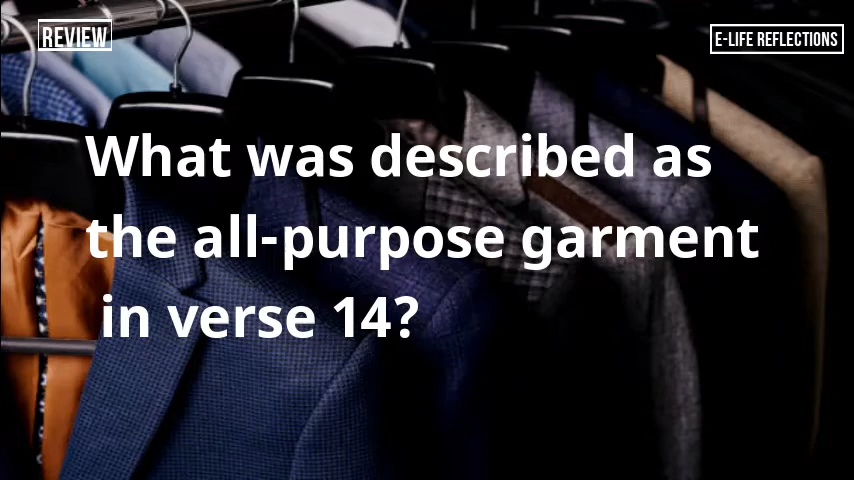 REVIEW
E-LIFE REFLECTIONS
What was described as
the all-purpose garment
in verse 14?